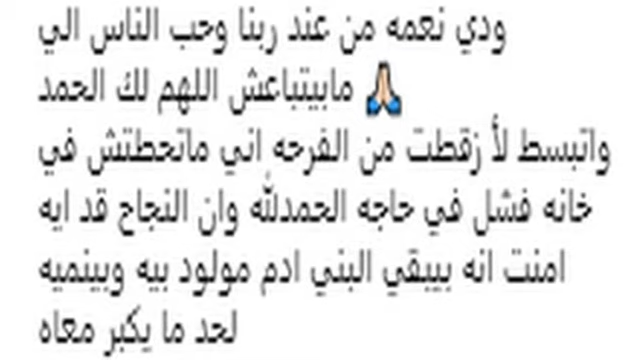 ودي نعمه من عند ربنا وحب الناس الي
مابيتباعش اللهم لك الحمد 🙏🏻
واتبسط لأ زقطت من الفرحه اني ماتحطتش في
خانه فشل في حاجه الحمدلله وان النجاح قد ايه
امنت انه بيبقي البني ادم مولود بيه وبينميه
لحد ما يكبر معاه